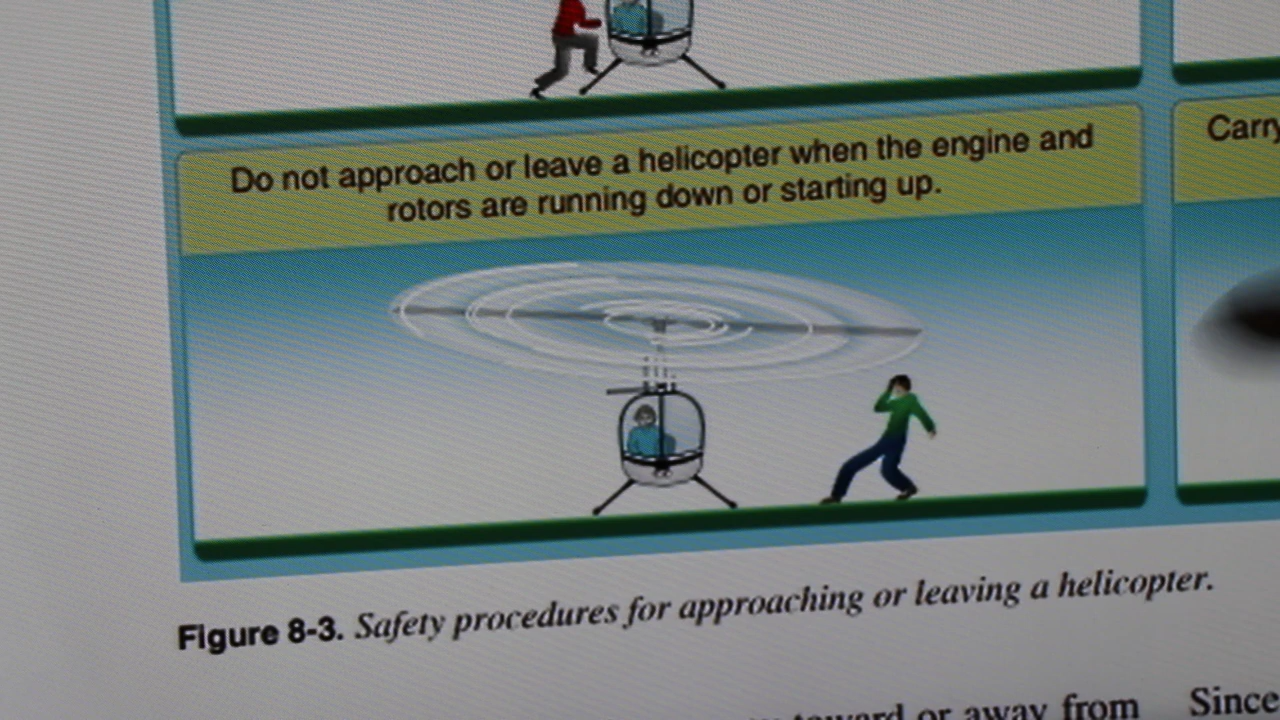 Do not approach or leave a helicopter when the engine and
rotors are running down or starting up.
Carry
Figure 8-3. Safety procedures for approaching or leaving a helicopter.
toward or away from
Since